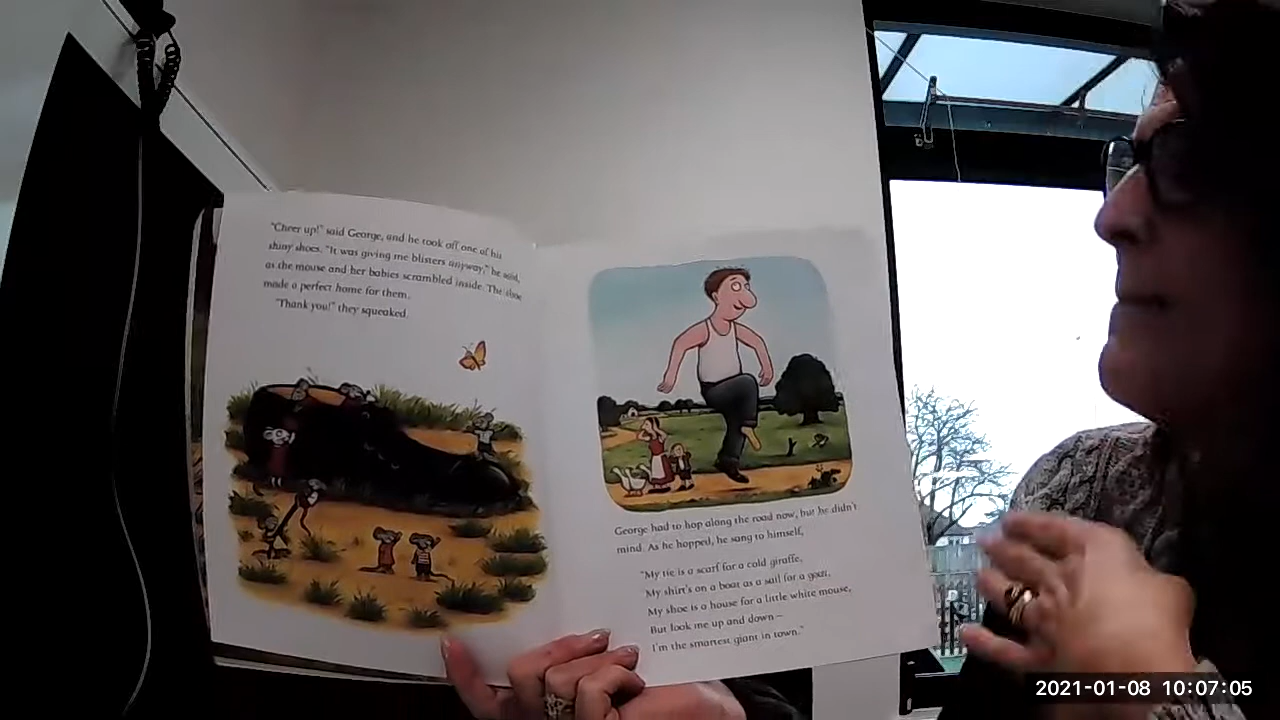 "Cheer up!" said George, and he took off one of his
shiny shoes. "It was giving me blisters anyway," he said,
as the mouse and her babies scrambled inside. The shoe
made a perfect home for them.
"Thank you!" they squeaked.
George had to hop along the road now, but he didn't
mind. As he hopped, he sang to himself,
"My tie is a scarf for a cold giraffe,
My shirt's on a boat as a sail for a goat,
My shoe is a house for a little white mouse,
But look me up and down –
I'm the smartest giant in town."
2021-01-08 10:07:05